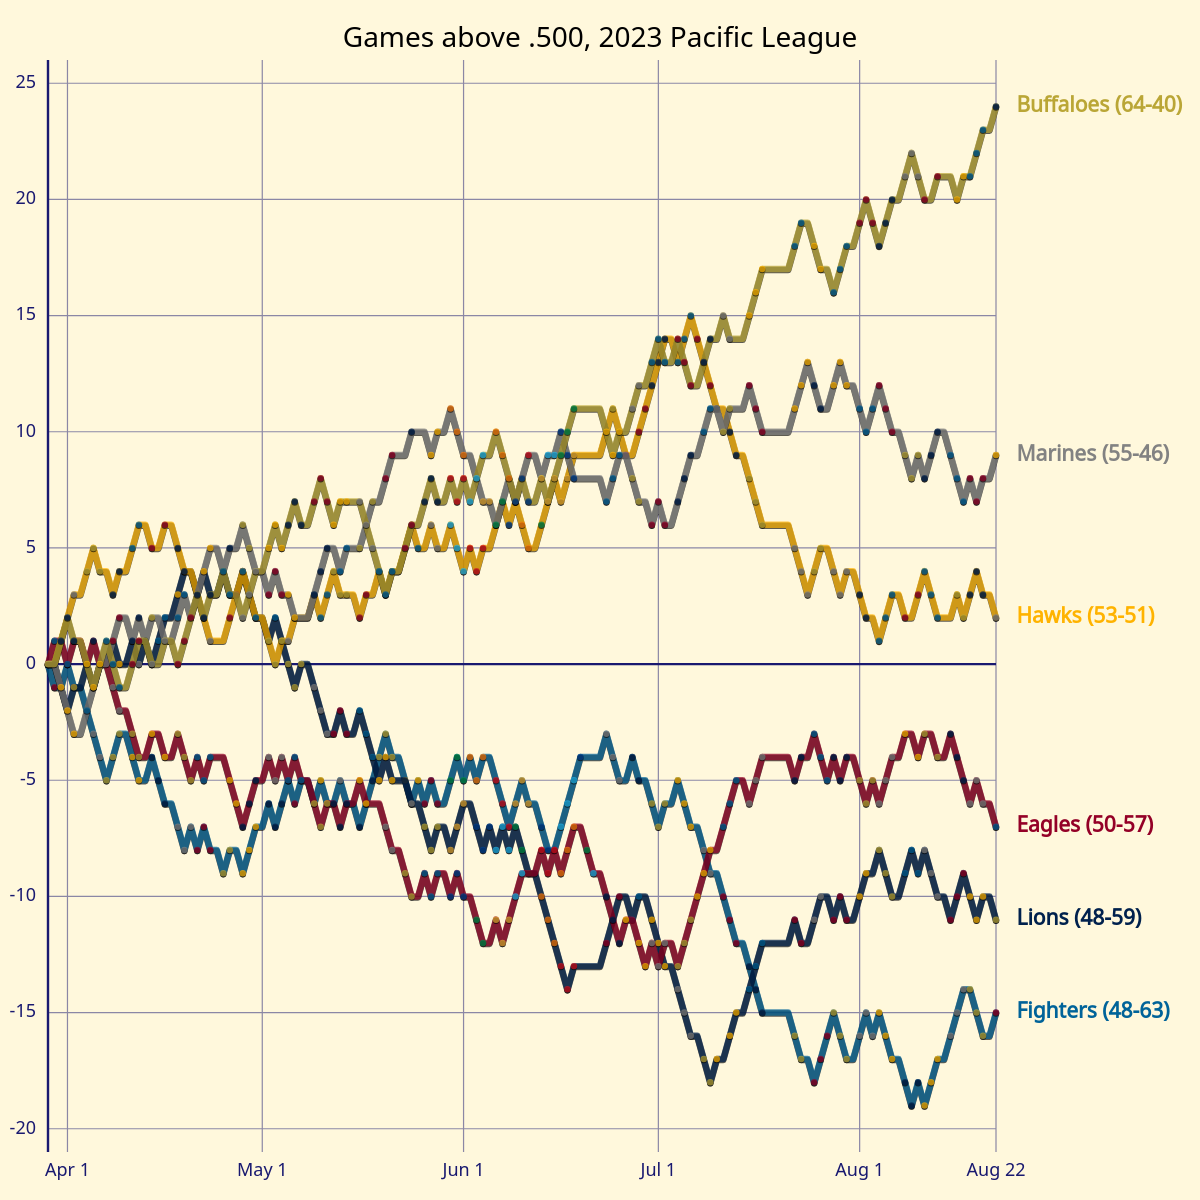 Games above .500, 2023 Pacific League
25
20
15
10
5
0
-5
-10
-15
-20
Buffaloes (64-40)
Marines (55-46)
Hawks (53-51)
Eagles (50-57)
Lions (48-59)
Fighters (48-63)
Apr 1
May 1
Jun 1
Jul 1
Aug 1
Aug 22